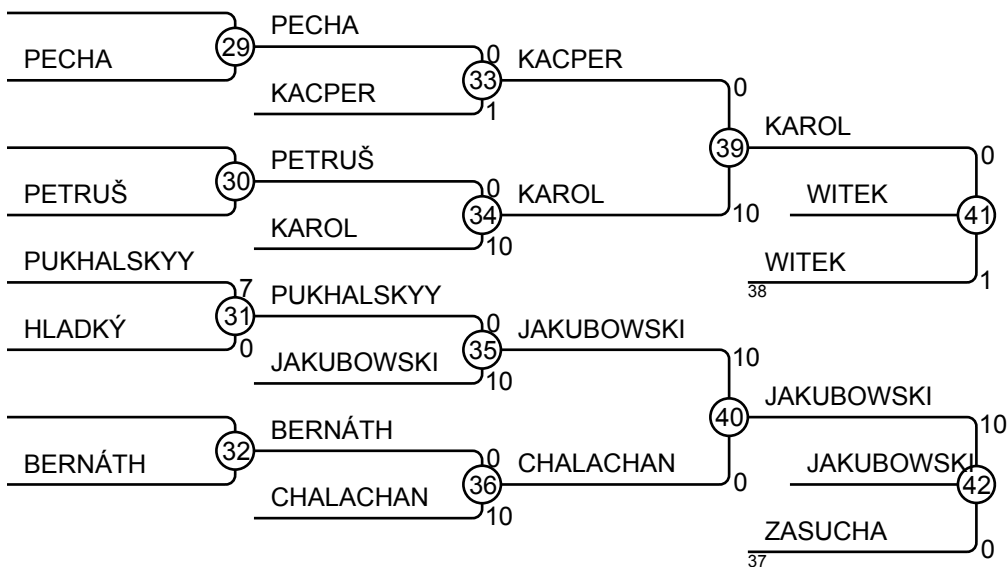 PECHA
29
PECHA
0
33
KACPER
1
KACPER
0
PETRUŠ
30
PETRUŠ
0
34
KAROL
10
KAROL
10
39
KAROL
0
WITEK
41
WITEK
38
1
PUKHALSKYY
7
31
HLADKÝ
0
PUKHALSKYY
0
35
JAKUBOWSKI
10
JAKUBOWSKI
10
BERNÁTH
32
BERNÁTH
0
36
CHALACHAN
10
CHALACHAN
0
40
JAKUBOWSKI
10
JAKUBOWSKI
42
ZASUCHA
37
0